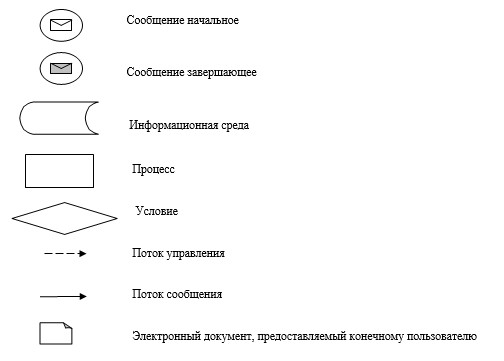 Сообщение начальное
Сообщение завершающее
Информационная среда
Процесс
Условие
Поток управления
Поток сообщения
Электронный документ, предоставляемый конечному пользователю